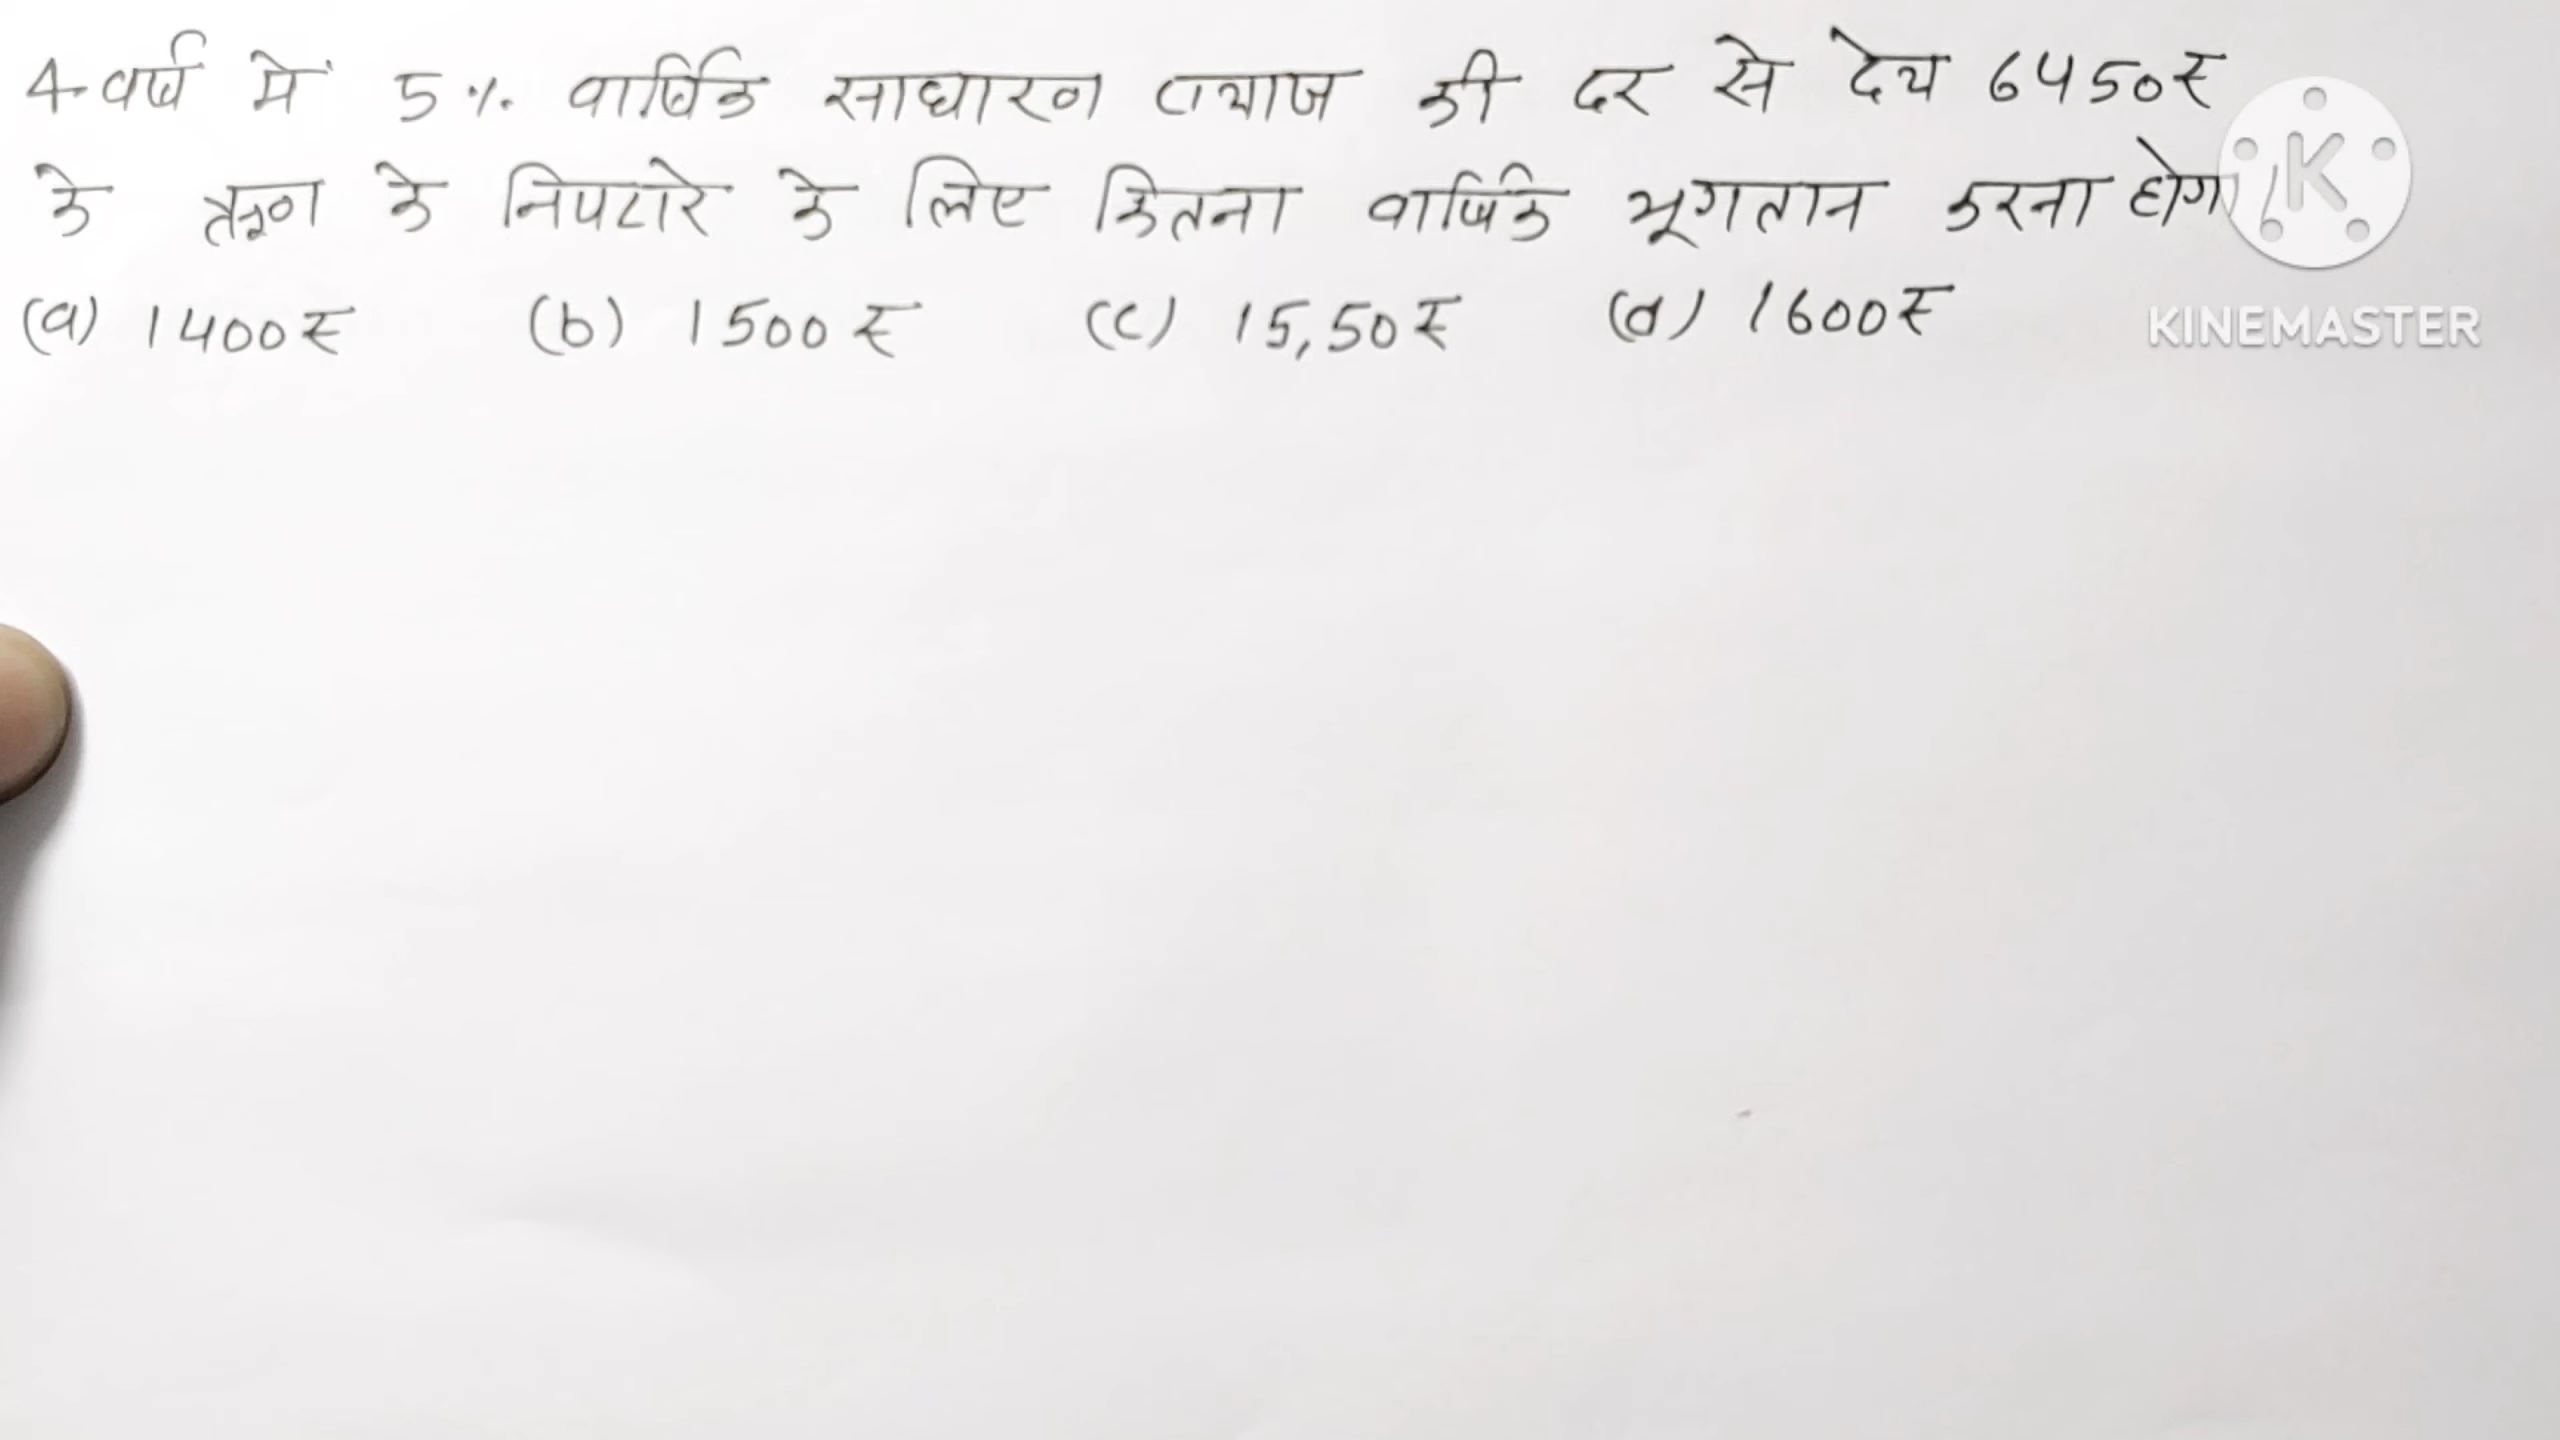 4 वर्ष में 5% वार्षिक साधारण ब्याज की दर से देय 6450₹
के ऋण के निपटारे के लिए कितना वार्षिक भूगतान करना होगा।
(a) 1400₹ (b) 1500₹ (c) 15,50₹ (d) 1600₹
KINEMASTER